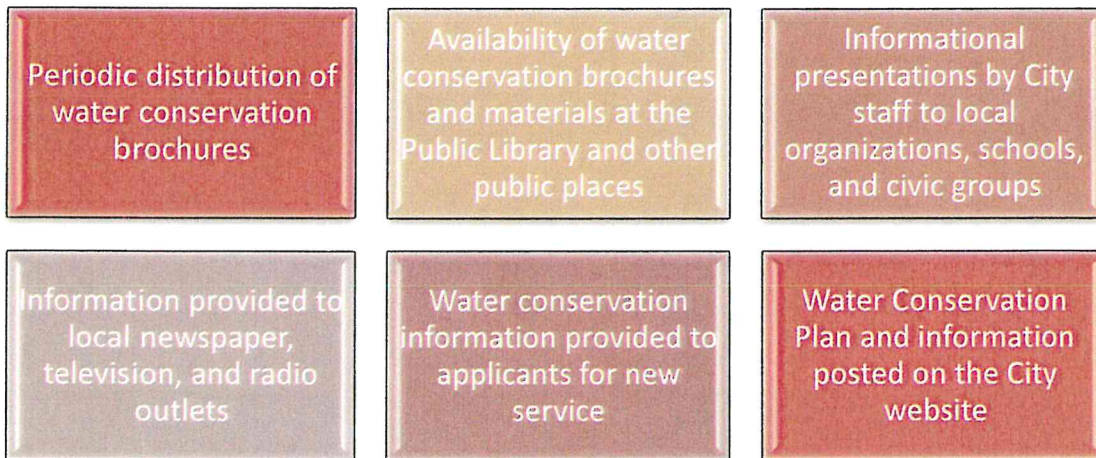 Periodic distribution of
water conservation
brochures
Availability of water
conservation brochures
and materials at the
Public Library and other
public places
Informational
presentations by City
staff to local
organizations, schools,
and civic groups
Information provided to
local newspaper,
television, and radio
outlets
Water conservation
information provided to
applicants for new
service
Water Conservation
Plan and information
posted on the City
website